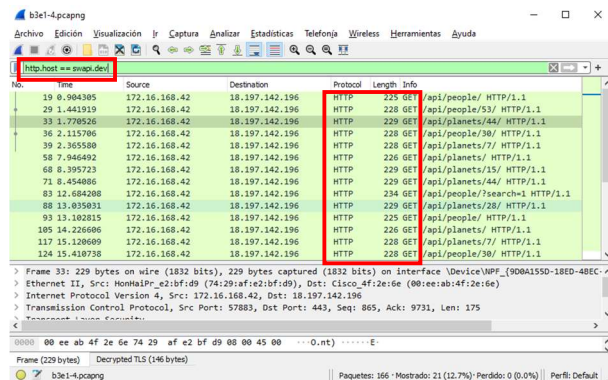 b3e1-4.pcapng
Archivo Edición Visualización Ir Captura Analizar Estadísticas Telefonía Wireless Herramientas Ayuda
http.host == swapi.dev
No. Time Source Destination Protocol Length Info
19 0.904305 172.16.168.42 18.197.142.196 HTTP 225 GET /api/people/ HTTP/1.1
29 1.441919 172.16.168.42 18.197.142.196 HTTP 228 GET /api/people/53/ HTTP/1.1
33 1.770526 172.16.168.42 18.197.142.196 HTTP 229 GET /api/planets/44/ HTTP/1.1
36 2.115706 172.16.168.42 18.197.142.196 HTTP 228 GET /api/people/30/ HTTP/1.1
39 2.365580 172.16.168.42 18.197.142.196 HTTP 228 GET /api/planets/7/ HTTP/1.1
58 7.946492 172.16.168.42 18.197.142.196 HTTP 226 GET /api/planets/ HTTP/1.1
68 8.395723 172.16.168.42 18.197.142.196 HTTP 229 GET /api/planets/15/ HTTP/1.1
71 8.454086 172.16.168.42 18.197.142.196 HTTP 229 GET /api/planets/44/ HTTP/1.1
83 12.684208 172.16.168.42 18.197.142.196 HTTP 234 GET /api/people/?search=1 HTTP/1.1
88 13.035031 172.16.168.42 18.197.142.196 HTTP 229 GET /api/planets/28/ HTTP/1.1
93 13.102815 172.16.168.42 18.197.142.196 HTTP 225 GET /api/people/ HTTP/1.1
105 14.226606 172.16.168.42 18.197.142.196 HTTP 226 GET /api/planets/ HTTP/1.1
117 15.120609 172.16.168.42 18.197.142.196 HTTP 228 GET /api/planets/7/ HTTP/1.1
124 15.410738 172.16.168.42 18.197.142.196 HTTP 228 GET /api/people/30/ HTTP/1.1
> Frame 33: 229 bytes on wire (1832 bits), 229 bytes captured (1832 bits) on interface \Device\NPF_{9D0A155D-18ED-4BEC-
> Ethernet II, Src: HonHaiPr_e2:bf:d9 (74:29:af:e2:bf:d9), Dst: Cisco_4f:2e:6e (00:ee:ab:4f:2e:6e)
> Internet Protocol Version 4, Src: 172.16.168.42, Dst: 18.197.142.196
> Transmission Control Protocol, Src Port: 57883, Dst Port: 443, Seq: 865, Ack: 9731, Len: 175
> Transport Layer Security
0000 00 ee ab 4f 2e 6e 74 29 af e2 bf d9 08 00 45 00 ···O.nt) ······E·
Frame (229 bytes) Decrypted TLS (146 bytes)
b3e1-4.pcapng Paquetes: 166 · Mostrado: 21 (12.7%)· Perdido: 0 (0.0%) Perfil: Default